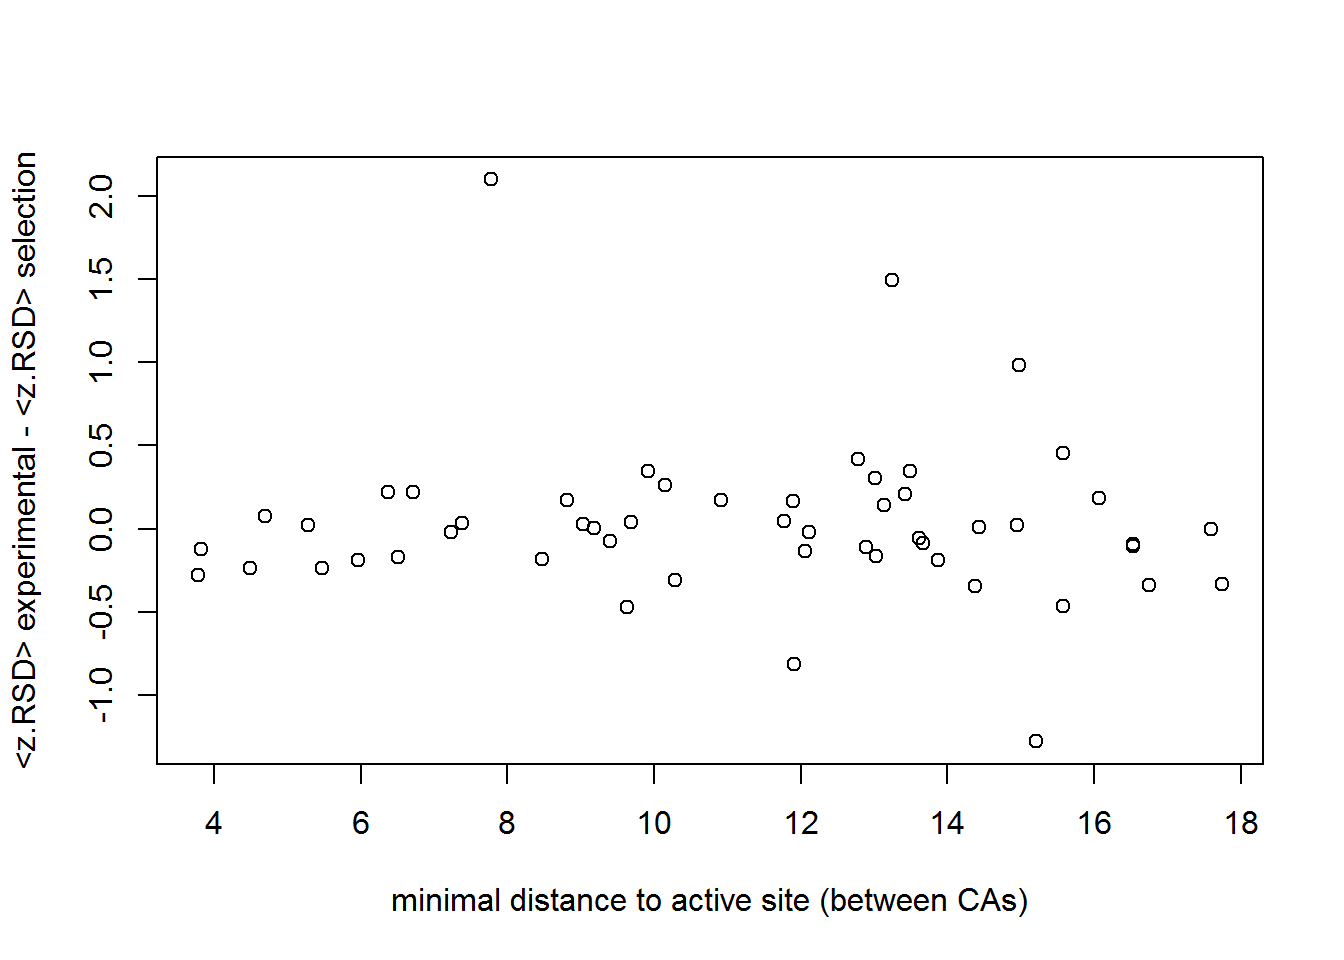 <z.RSD> experimental - <z.RSD> selection
2.0
1.5
1.0
0.5
0.0
-0.5
-1.0
4 6 8 10 12 14 16 18
minimal distance to active site (between CAs)